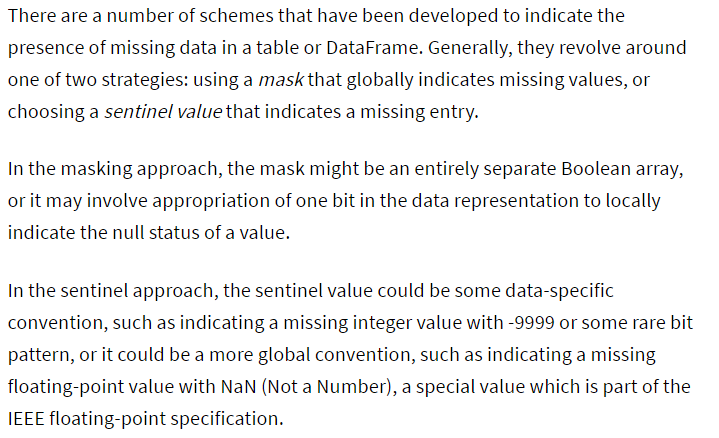 There are a number of schemes that have been developed to indicate the
presence of missing data in a table or DataFrame. Generally, they revolve around
one of two strategies: using a mask that globally indicates missing values, or
choosing a sentinel value that indicates a missing entry.
In the masking approach, the mask might be an entirely separate Boolean array,
or it may involve appropriation of one bit in the data representation to locally
indicate the null status of a value.
In the sentinel approach, the sentinel value could be some data-specific
convention, such as indicating a missing integer value with -9999 or some rare bit
pattern, or it could be a more global convention, such as indicating a missing
floating-point value with NaN (Not a Number), a special value which is part of the
IEEE floating-point specification.